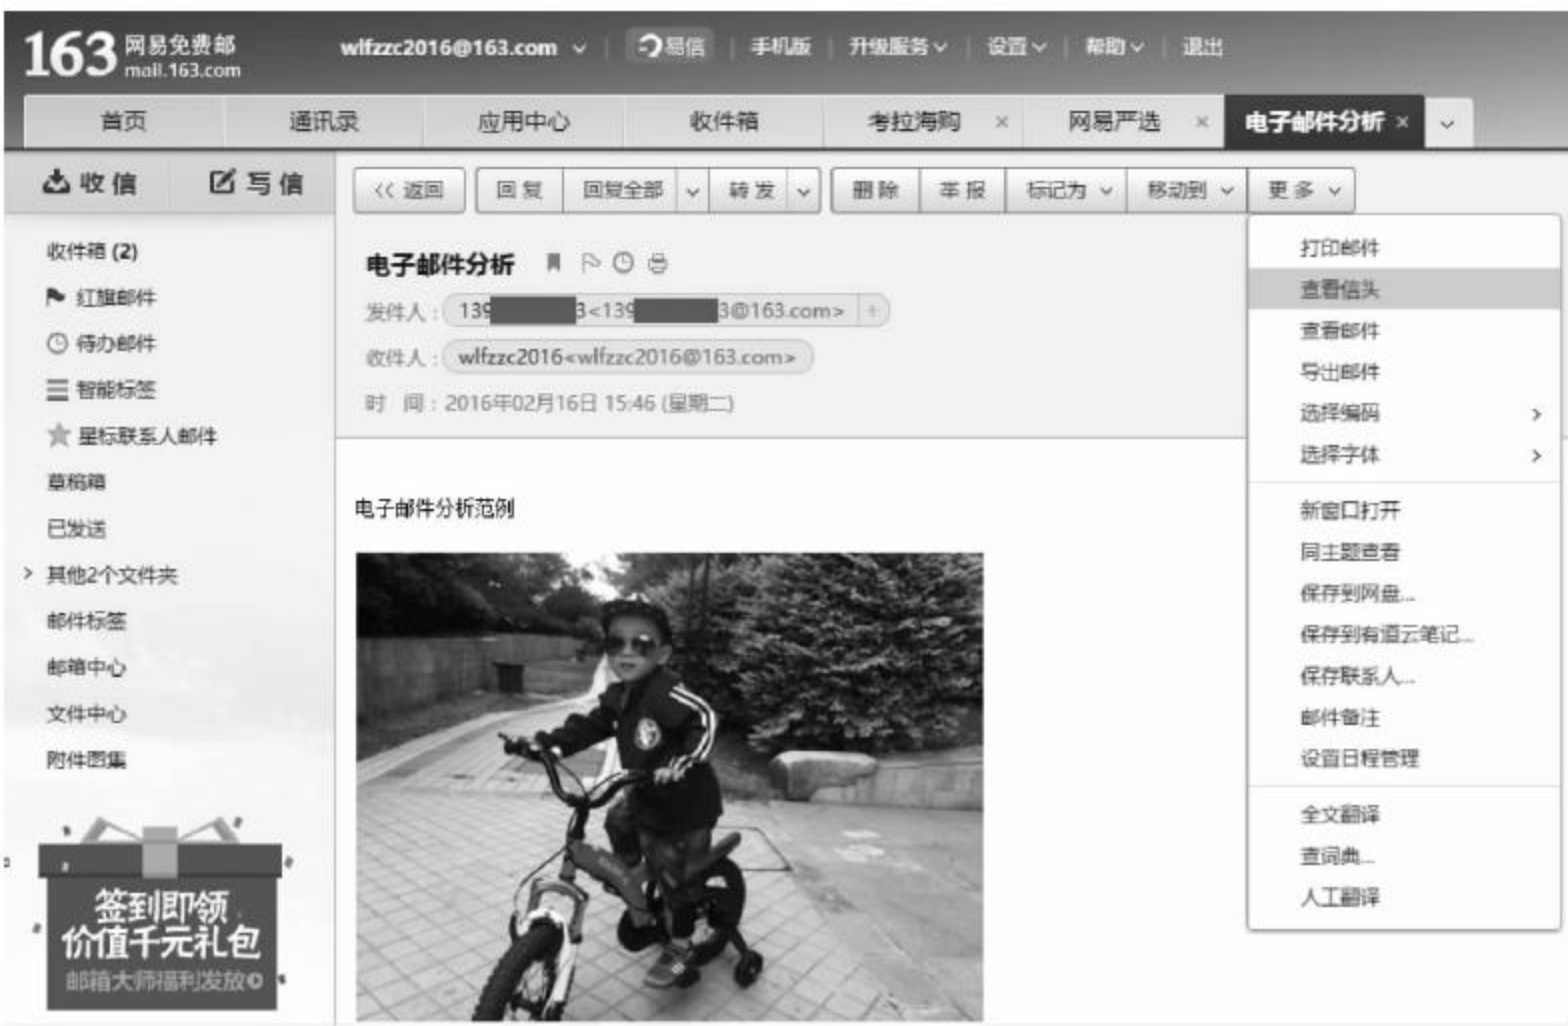 163 网易免费邮
mail.163.com
wlfzzc2016@163.com 易信 手机版 升级服务 设置 帮助 退出
首页 通讯录 应用中心 收件箱 考拉海购 × 网易严选 × 电子邮件分析 ×
收信 写信
<< 返回 回复 回复全部 转发 删除 举报 标记为 移动到 更多
收件箱 (2)
红旗邮件
待办邮件
智能标签
星标联系人邮件
草稿箱
已发送
> 其他2个文件夹
邮件标签
邮箱中心
文件中心
附件图集
签到即领
价值千元礼包
邮箱大师福利发放
电子邮件分析
发件人：139 3<139 3@163.com> +
收件人：wlfzzc2016<wlfzzc2016@163.com>
时 间：2016年02月16日 15:46 (星期二)
电子邮件分析范例
打印邮件
查看信头
查看邮件
导出邮件
选择编码 >
选择字体 >
新窗口打开
同主题查看
保存到网盘...
保存到有道云笔记...
保存联系人...
邮件备注
设置日程管理
全文翻译
查词典...
人工翻译